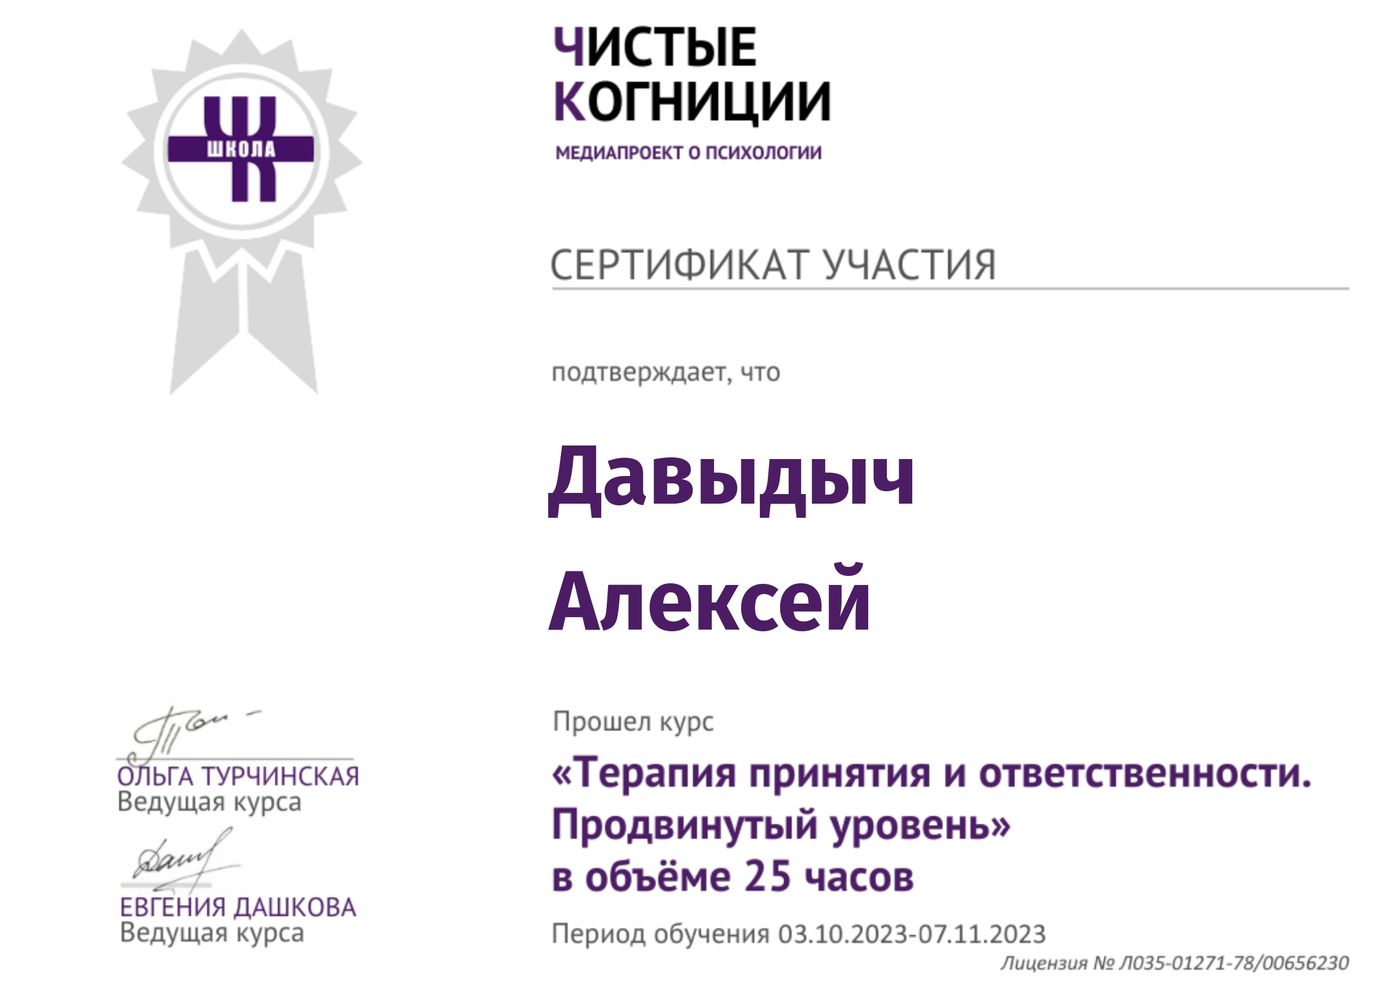 ШКОЛА
ЧИСТЫЕ
КОГНИЦИИ
МЕДИАПРОЕКТ О ПСИХОЛОГИИ
СЕРТИФИКАТ УЧАСТИЯ
подтверждает, что
Давыдыч
Алексей
Прошел курс
«Терапия принятия и ответственности.
Продвинутый уровень»
в объёме 25 часов
Период обучения 03.10.2023-07.11.2023
Лицензия № Л035-01271-78/00656230
ОЛЬГА ТУРЧИНСКАЯ
Ведущая курса
ЕВГЕНИЯ ДАШКОВА
Ведущая курса